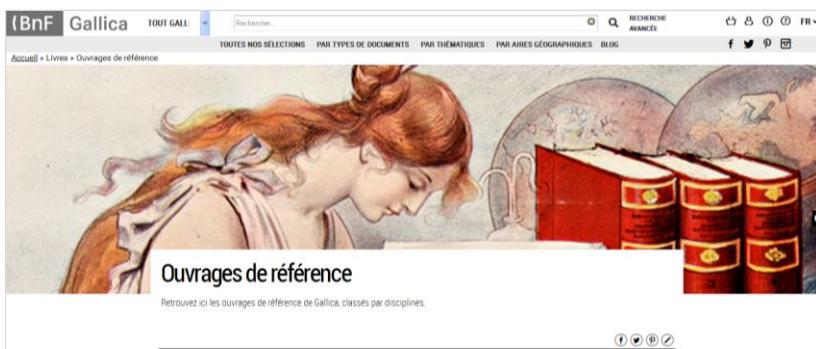 (BnF Gallica TOUT GALL Rechercher... RECHERCHE AVANCÉE FR
TOUTES NOS SÉLECTIONS PAR TYPES DE DOCUMENTS PAR THÉMATIQUES PAR AIRES GÉOGRAPHIQUES BLOG
Accueil » Livres » Ouvrages de référence
Ouvrages de référence
Retrouvez ici les ouvrages de référence de Gallica, classés par disciplines.